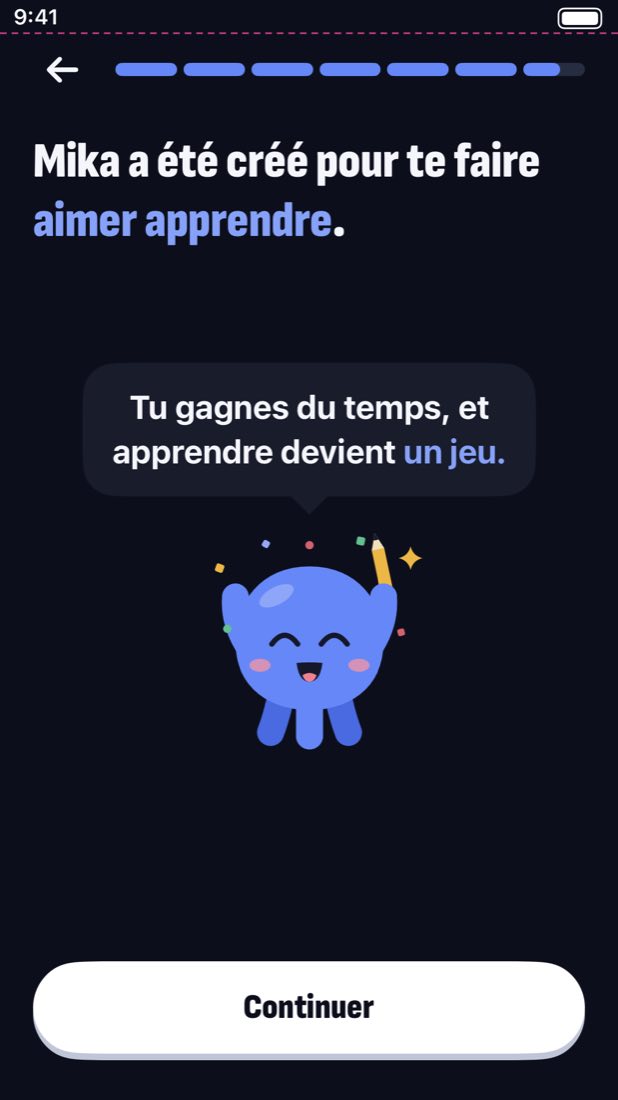 9:41
Mika a été créé pour te faire
aimer apprendre.
Tu gagnes du temps, et
apprendre devient un jeu.
Continuer